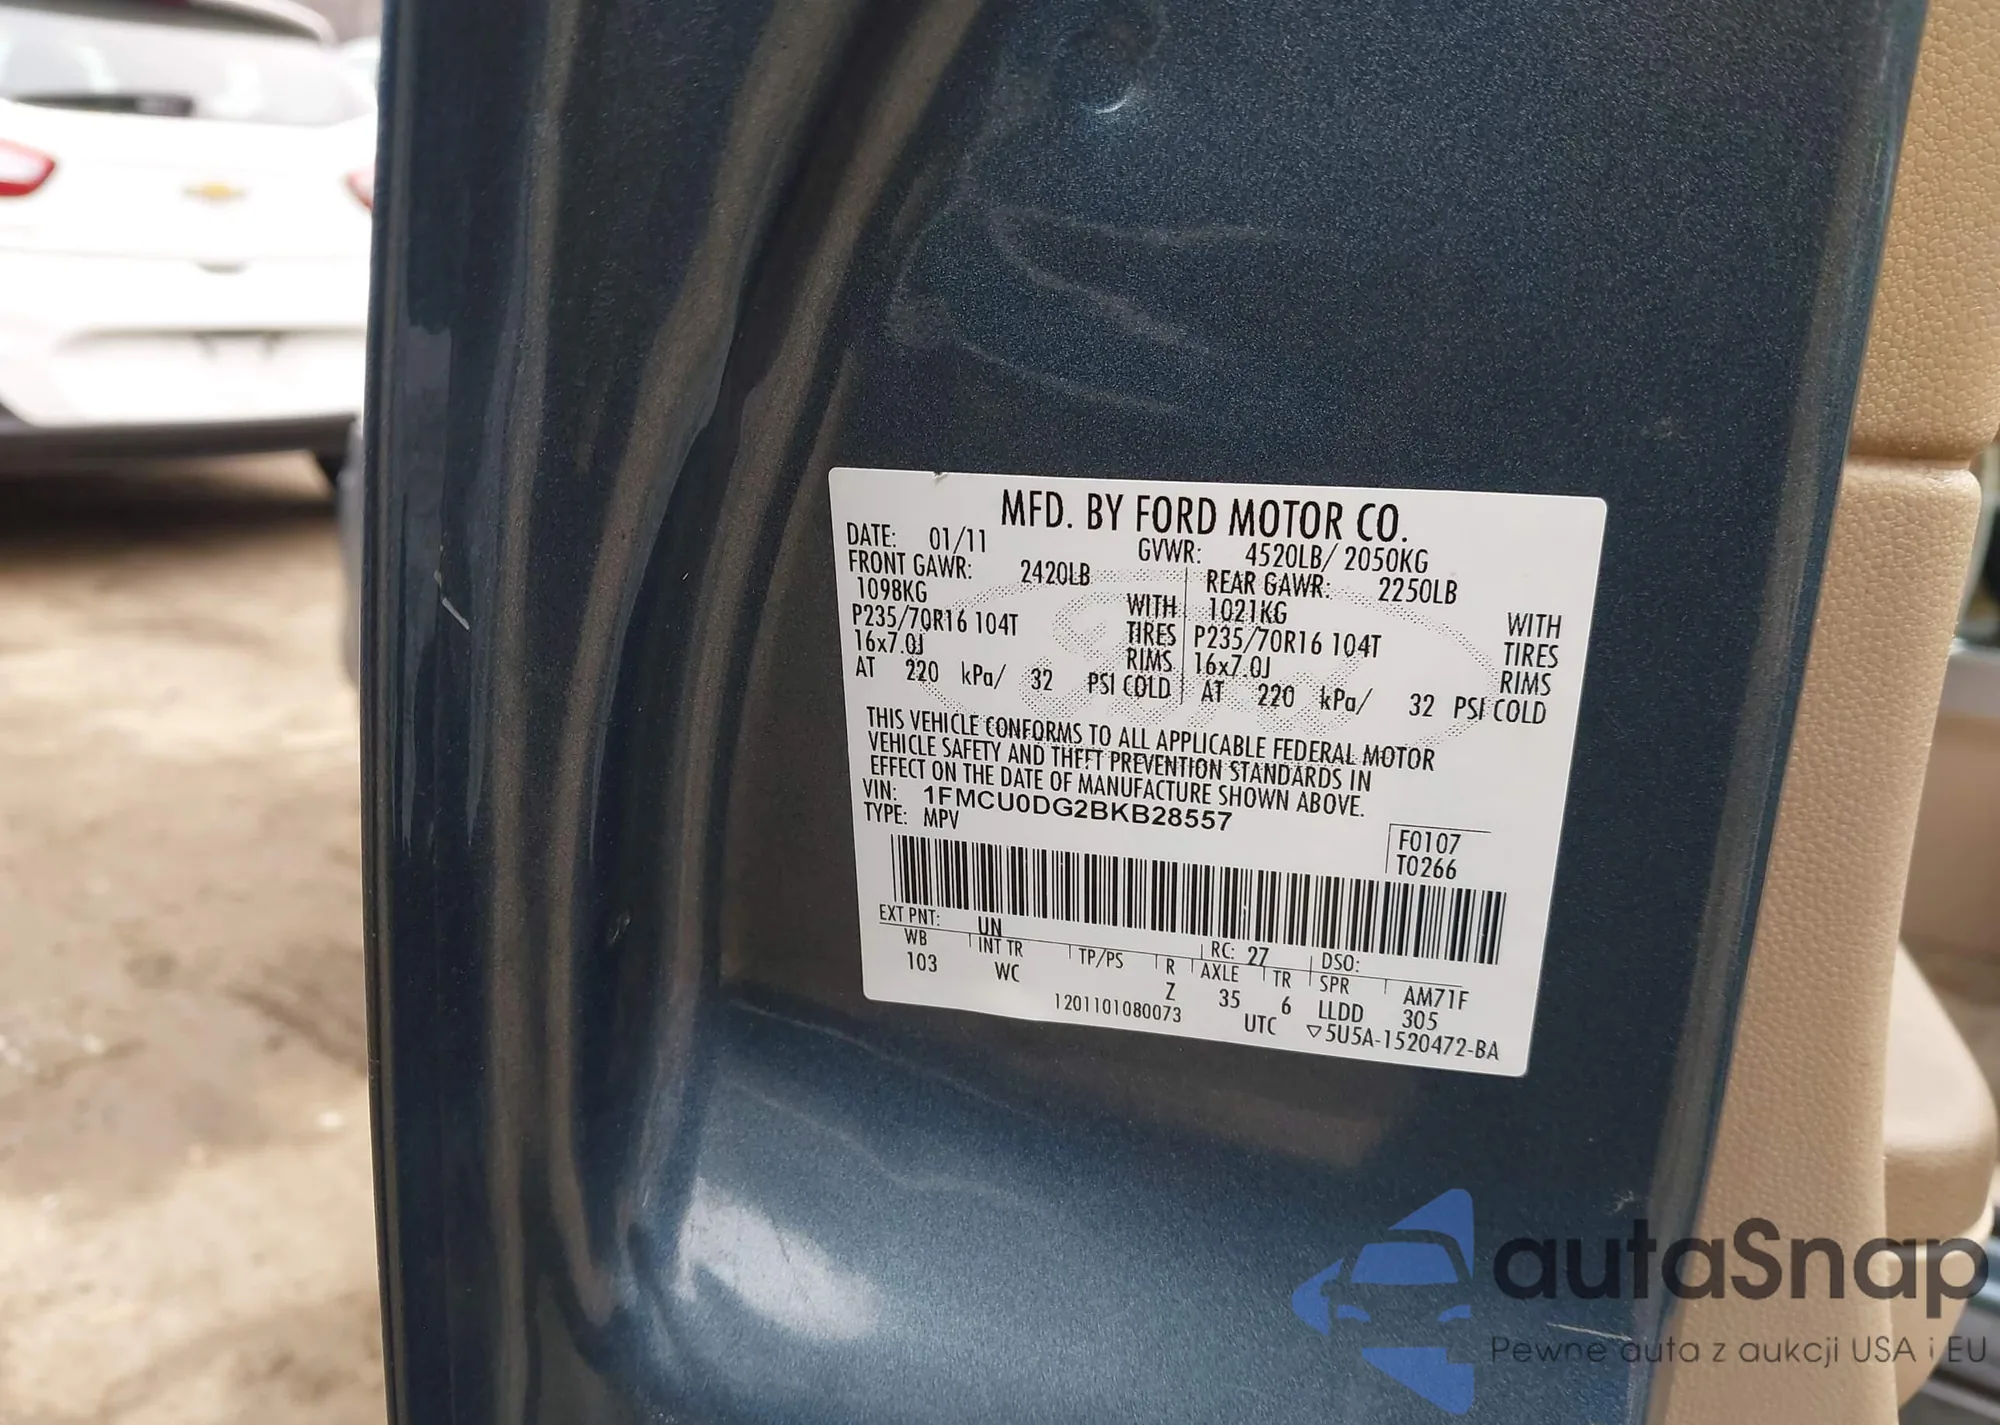 MFD. BY FORD MOTOR CO.
DATE: 01/11 GVWR: 4520LB/ 2050KG
FRONT GAWR: 2420LB REAR GAWR: 2250LB
1098KG WITH 1021KG WITH
P235/70R16 104T TIRES P235/70R16 104T TIRES
16x7.0J RIMS 16x7.0J RIMS
AT 220 kPa/ 32 PSI COLD AT 220 kPa/ 32 PSI COLD
THIS VEHICLE CONFORMS TO ALL APPLICABLE FEDERAL MOTOR
VEHICLE SAFETY AND THEFT PREVENTION STANDARDS IN
EFFECT ON THE DATE OF MANUFACTURE SHOWN ABOVE.
VIN: 1FMCU0DG2BKB28557
TYPE: MPV
F0107
T0266
EXT PNT: UN RC: 27 DSO:
WB INT TR TP/PS R AXLE TR SPR AM71F
103 WC Z 35 6 LLDD 305
1201101080073 UTC ▽5U5A-1520472-BA
autaSnap
Pewne auta z aukcji USA i EU